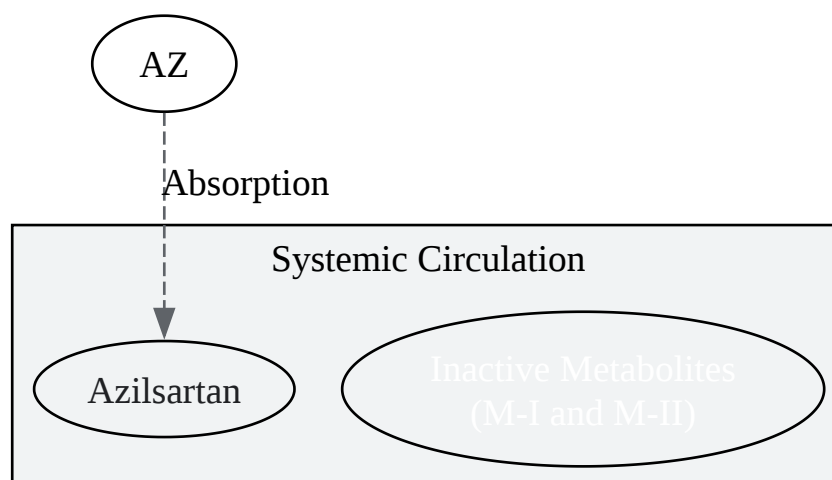 AZ
Absorption
Systemic Circulation
Azilsartan
Inactive Metabolites
(M-I and M-II)